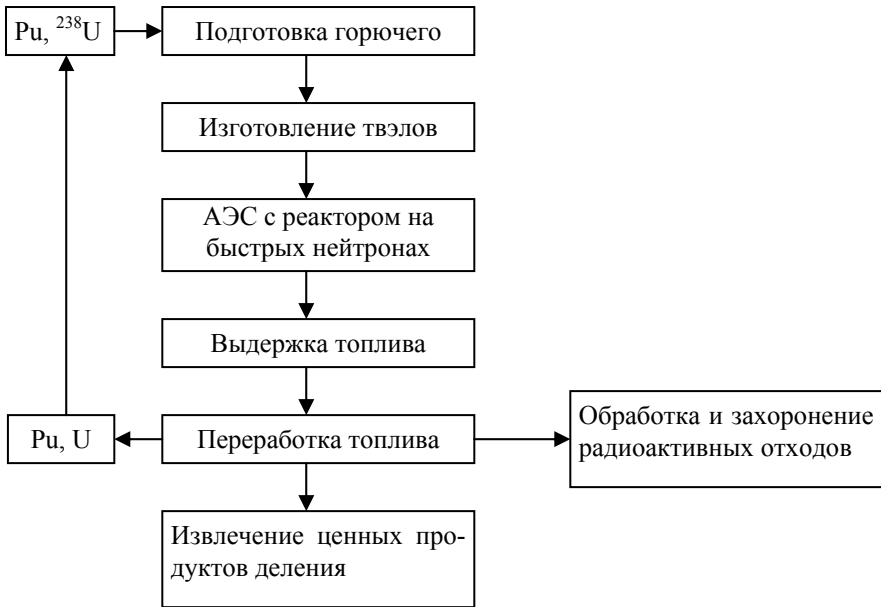 Pu, ²³⁸U
Подготовка горючего
Изготовление твэлов
АЭС с реактором на
быстрых нейтронах
Выдержка топлива
Pu, U
Переработка топлива
Обработка и захоронение
радиоактивных отходов
Извлечение ценных про-
дуктов деления